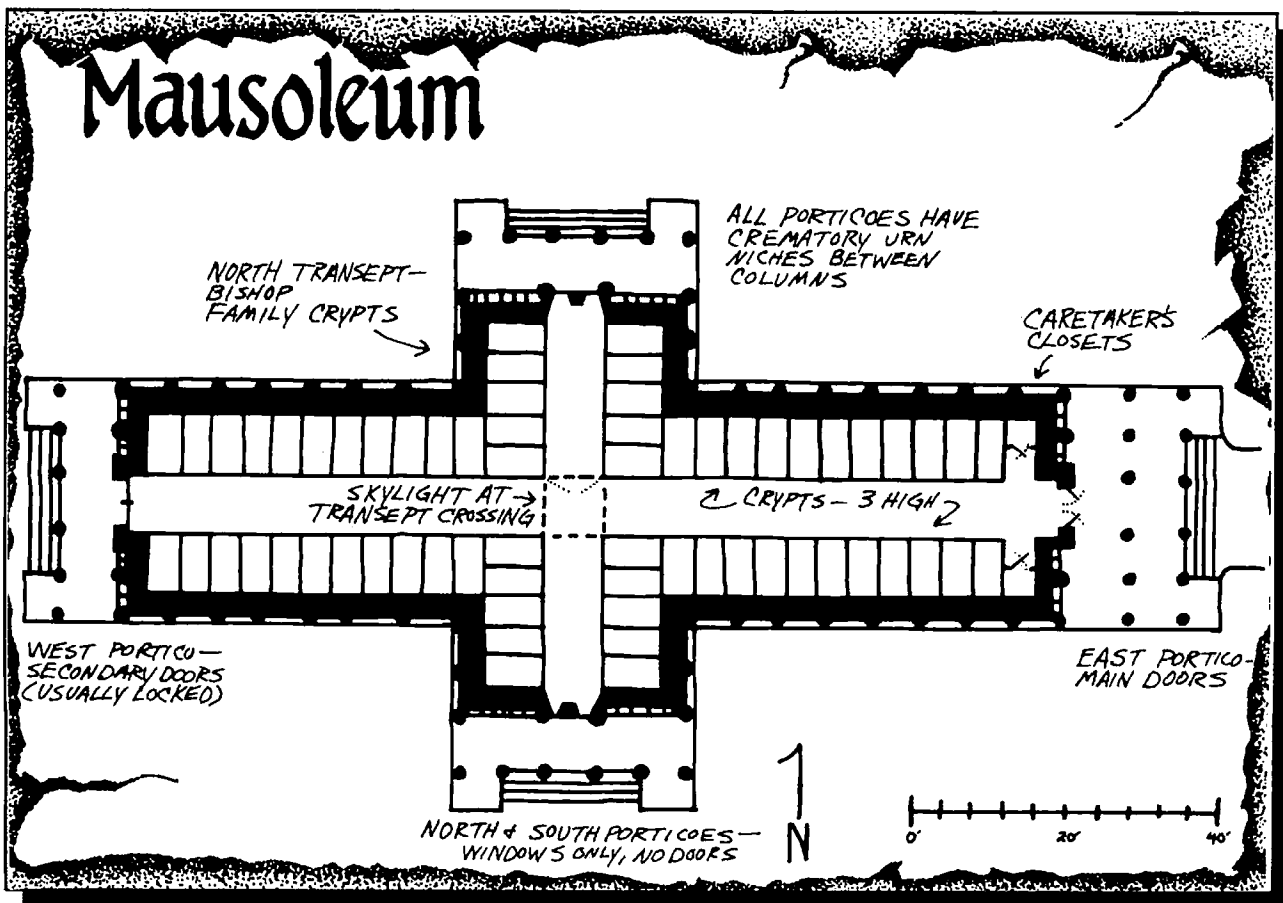 Mausoleum
ALL PORTICOES HAVE
CREMATORY URN
NICHES BETWEEN
COLUMNS
NORTH TRANSEPT—
BISHOP
FAMILY CRYPTS
CARETAKER'S
CLOSETS
SKYLIGHT AT
TRANSEPT CROSSING
CRYPTS — 3 HIGH
WEST PORTICO —
SECONDARY DOORS
(USUALLY LOCKED)
EAST PORTICO-
MAIN DOORS
NORTH & SOUTH PORTICOES —
WINDOWS ONLY, NO DOORS
N
0' 20' 40'